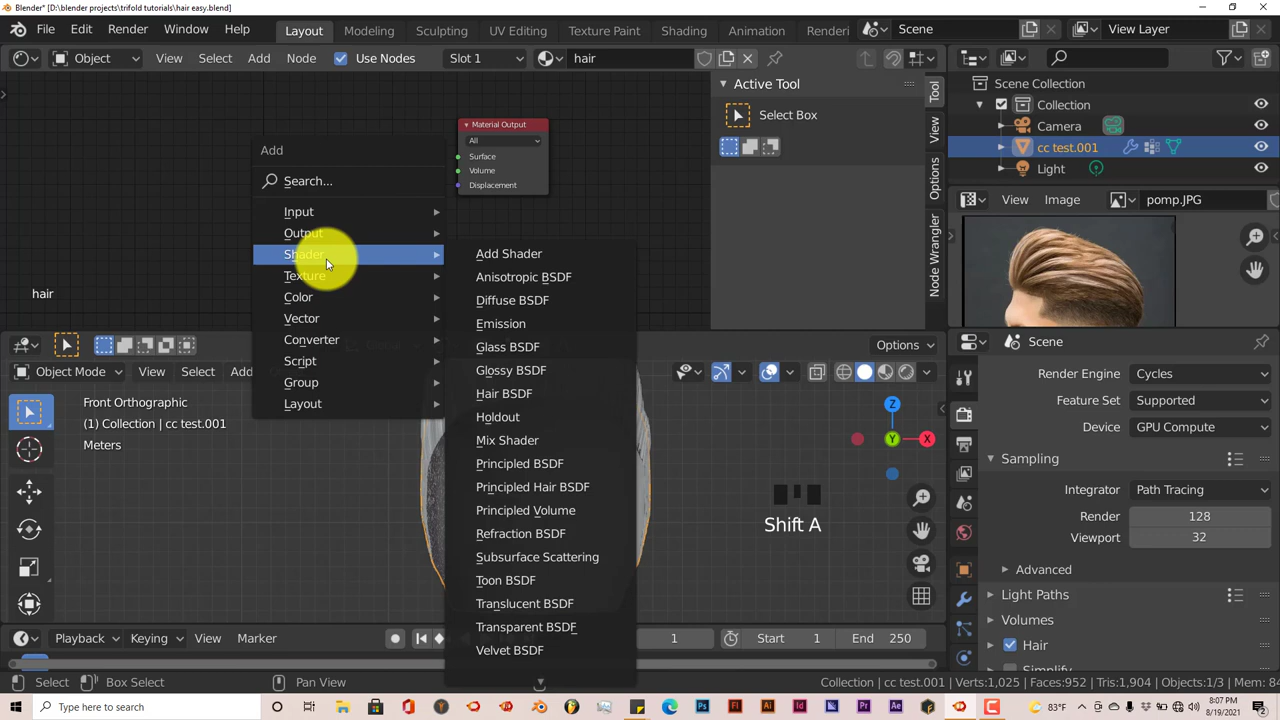 Blender* [D:\blender projects\trifold tutorials\hair easy.blend]
File Edit Render Window Help Layout Modeling Sculpting UV Editing Texture Paint Shading Animation Renderi Scene View Layer
Object View Select Add Node Use Nodes Slot 1 hair
Active Tool
Select Box
Tool
View
Options
Node Wrangler
Material Output
All
Surface
Volume
Displacement
hair
Add
Search...
Input
Output
Shader
Texture
Color
Vector
Converter
Script
Group
Layout
Add Shader
Anisotropic BSDF
Diffuse BSDF
Emission
Glass BSDF
Glossy BSDF
Hair BSDF
Holdout
Mix Shader
Principled BSDF
Principled Hair BSDF
Principled Volume
Refraction BSDF
Subsurface Scattering
Toon BSDF
Translucent BSDF
Transparent BSDF
Velvet BSDF
Scene Collection
Collection
Camera
cc test.001
Light
View Image pomp.JPG
Options
Object Mode View Select Add
Front Orthographic
(1) Collection | cc test.001
Meters
Z
Y
X
Shift A
Scene
Render Engine Cycles
Feature Set Supported
Device GPU Compute
Sampling
Integrator Path Tracing
Render 128
Viewport 32
Advanced
Light Paths
Volumes
Hair
Simplify
Playback Keying View Marker 1 Start 1 End 250
Select Box Select Pan View Collection | cc test.001 | Verts:1,025 | Faces:952 | Tris:1,904 | Objects:1/3 | Mem: 84
Type here to search
83°F
8:07 PM
8/19/2021